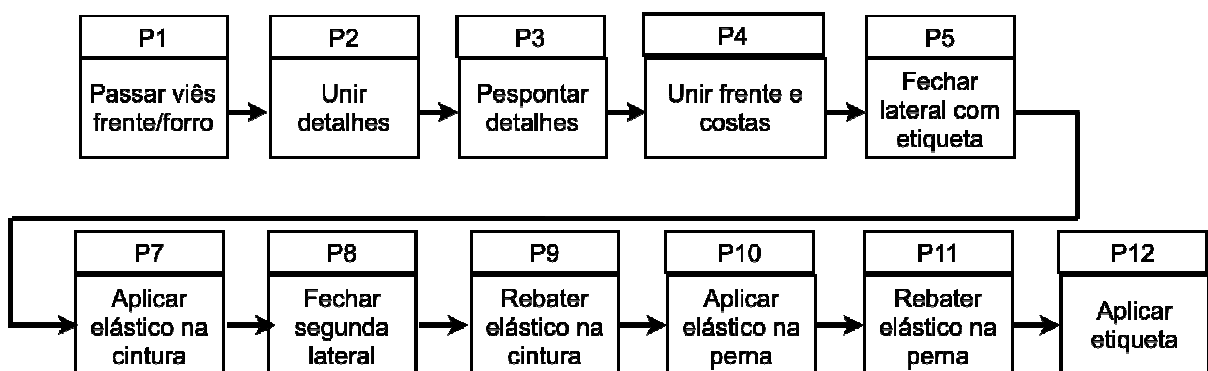 P1
Passar viês
frente/forro
P2
Unir
detalhes
P3
Pespontar
detalhes
P4
Unir frente e
costas
P5
Fechar
lateral com
etiqueta
P7
Aplicar
elástico na
cintura
P8
Fechar
segunda
lateral
P9
Rebater
elástico na
cintura
P10
Aplicar
elástico na
perna
P11
Rebater
elástico na
perna
P12
Aplicar
etiqueta